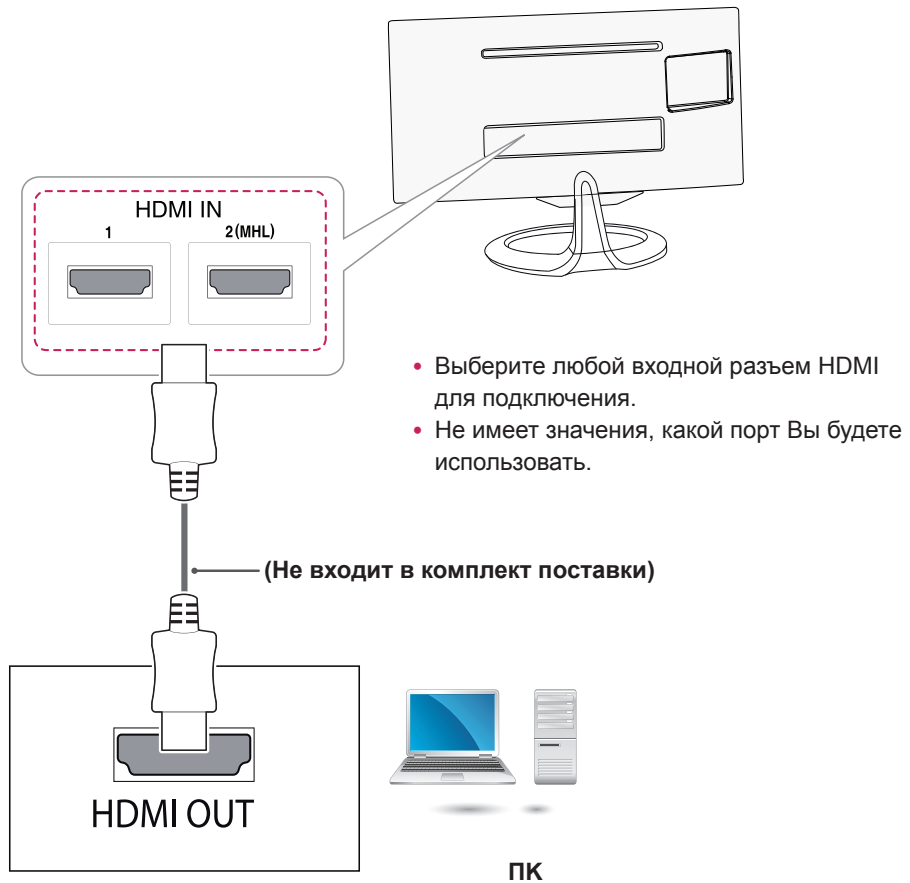 HDMI IN
1 2(MHL)
• Выберите любой входной разъем HDMI
для подключения.
• Не имеет значения, какой порт Вы будете
использовать.
(Не входит в комплект поставки)
HDMI OUT
ПК